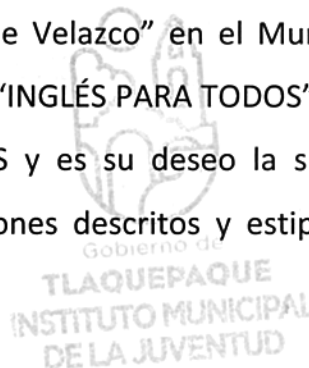 e Velazco” en el Mun
“INGLÉS PARA TODOS”
S y es su deseo la s
ones descritos y estip
Gobierno de
TLAQUEPAQUE
INSTITUTO MUNICIPAL
DE LA JUVENTUD